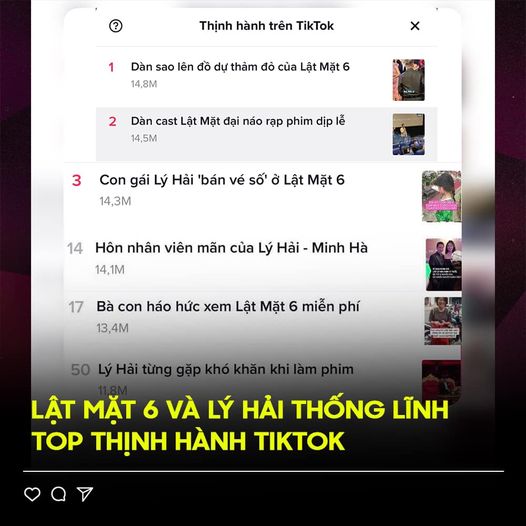 Thịnh hành trên TikTok
1 Dàn sao lên đồ dự thảm đỏ của Lật Mặt 6
14,8M
2 Dàn cast Lật Mặt đại náo rạp phim dịp lễ
14,5M
3 Con gái Lý Hải 'bán vé số' ở Lật Mặt 6
14,3M
14 Hôn nhân viên mãn của Lý Hải - Minh Hà
14,1M
17 Bà con háo hức xem Lật Mặt 6 miễn phí
13,4M
50 Lý Hải từng gặp khó khăn khi làm phim
11,8M
LẬT MẶT 6 VÀ LÝ HẢI THỐNG LĨNH
TOP THỊNH HÀNH TIKTOK